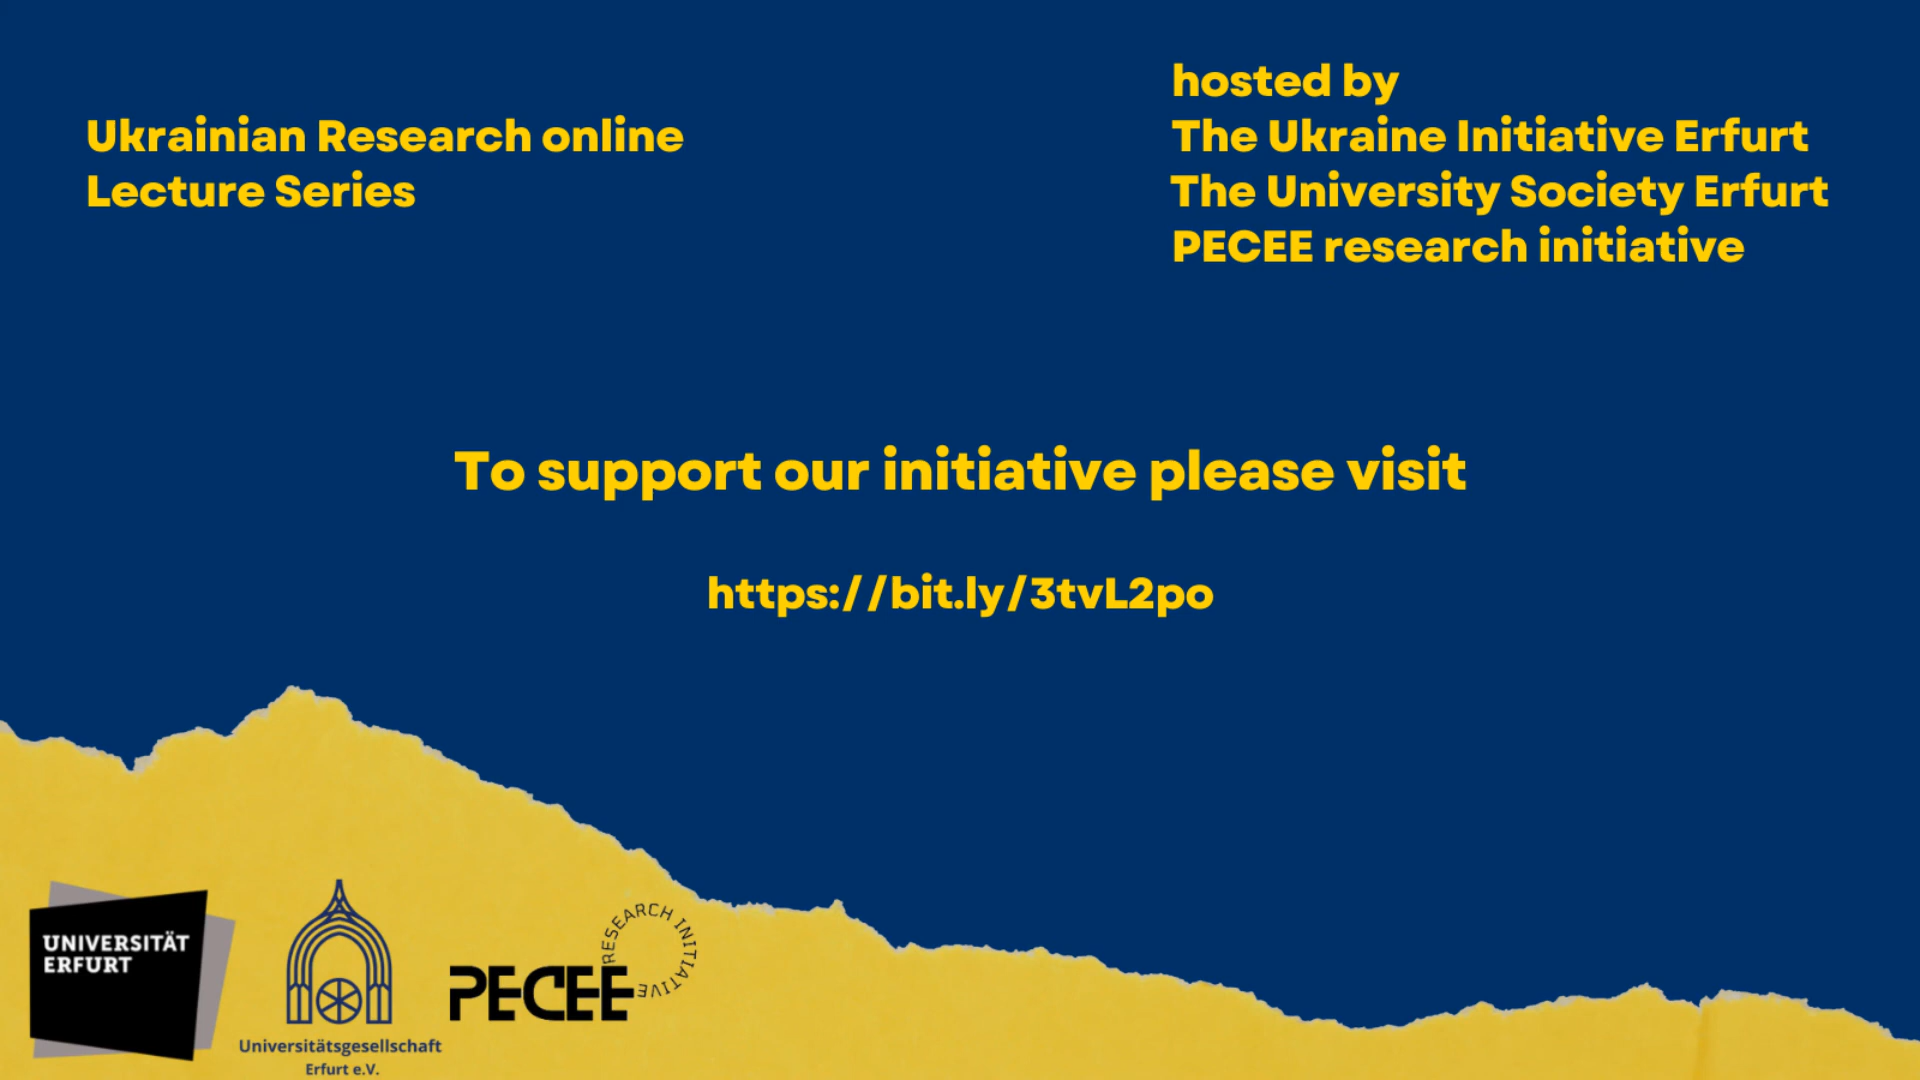 Ukrainian Research online
Lecture Series
hosted by
The Ukraine Initiative Erfurt
The University Society Erfurt
PECEE research initiative
To support our initiative please visit
https://bit.ly/3tvL2po
UNIVERSITÄT
ERFURT
Universitätsgesellschaft
Erfurt e.V.
PECEE
RESEARCH INITIATIVE